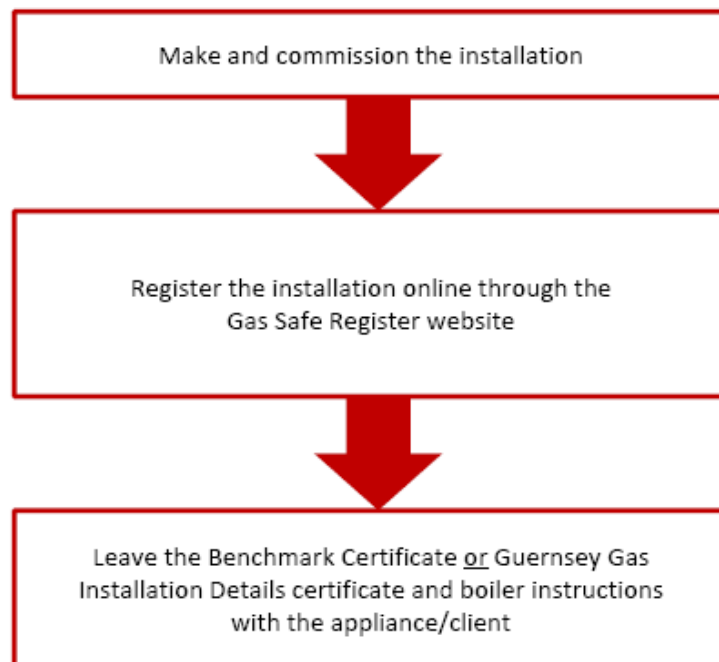 Make and commission the installation
Register the installation online through the
Gas Safe Register website
Leave the Benchmark Certificate or Guernsey Gas
Installation Details certificate and boiler instructions
with the appliance/client